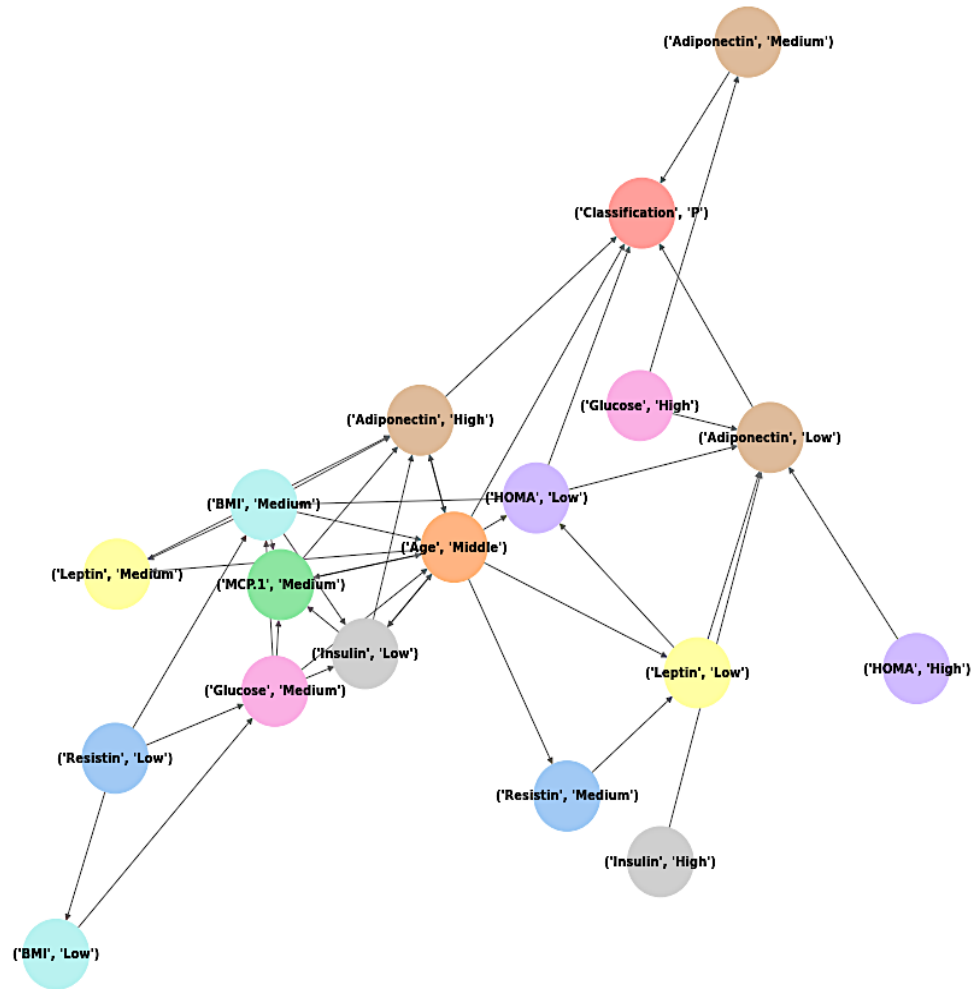 ('Adiponectin', 'Medium')
('Classification', 'P')
('Glucose', 'High')
('Adiponectin', 'High')
('Adiponectin', 'Low')
('HOMA', 'Low')
('BMI', 'Medium')
('Age', 'Middle')
('Leptin', 'Medium')
('MCP.1', 'Medium')
('Insulin', 'Low')
('HOMA', 'High')
('Leptin', 'Low')
('Glucose', 'Medium')
('Resistin', 'Low')
('Resistin', 'Medium')
('Insulin', 'High')
('BMI', 'Low')